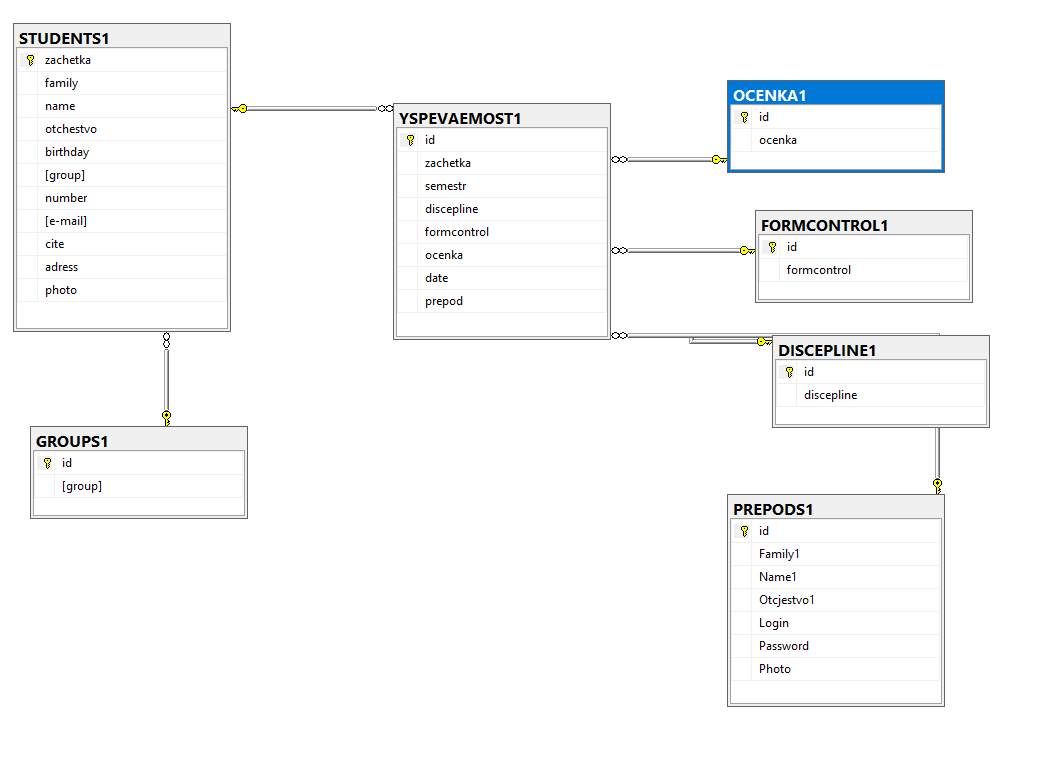 STUDENTS1
zachetka
family
name
otchestvo
birthday
[group]
number
[e-mail]
cite
adress
photo
GROUPS1
id
[group]
YSPEVAEMOST1
id
zachetka
semestr
discepline
formcontrol
ocenka
date
prepod
OCENKA1
id
ocenka
FORMCONTROL1
id
formcontrol
DISCEPLINE1
id
discepline
PREPODS1
id
Family1
Name1
Otcjestvo1
Login
Password
Photo